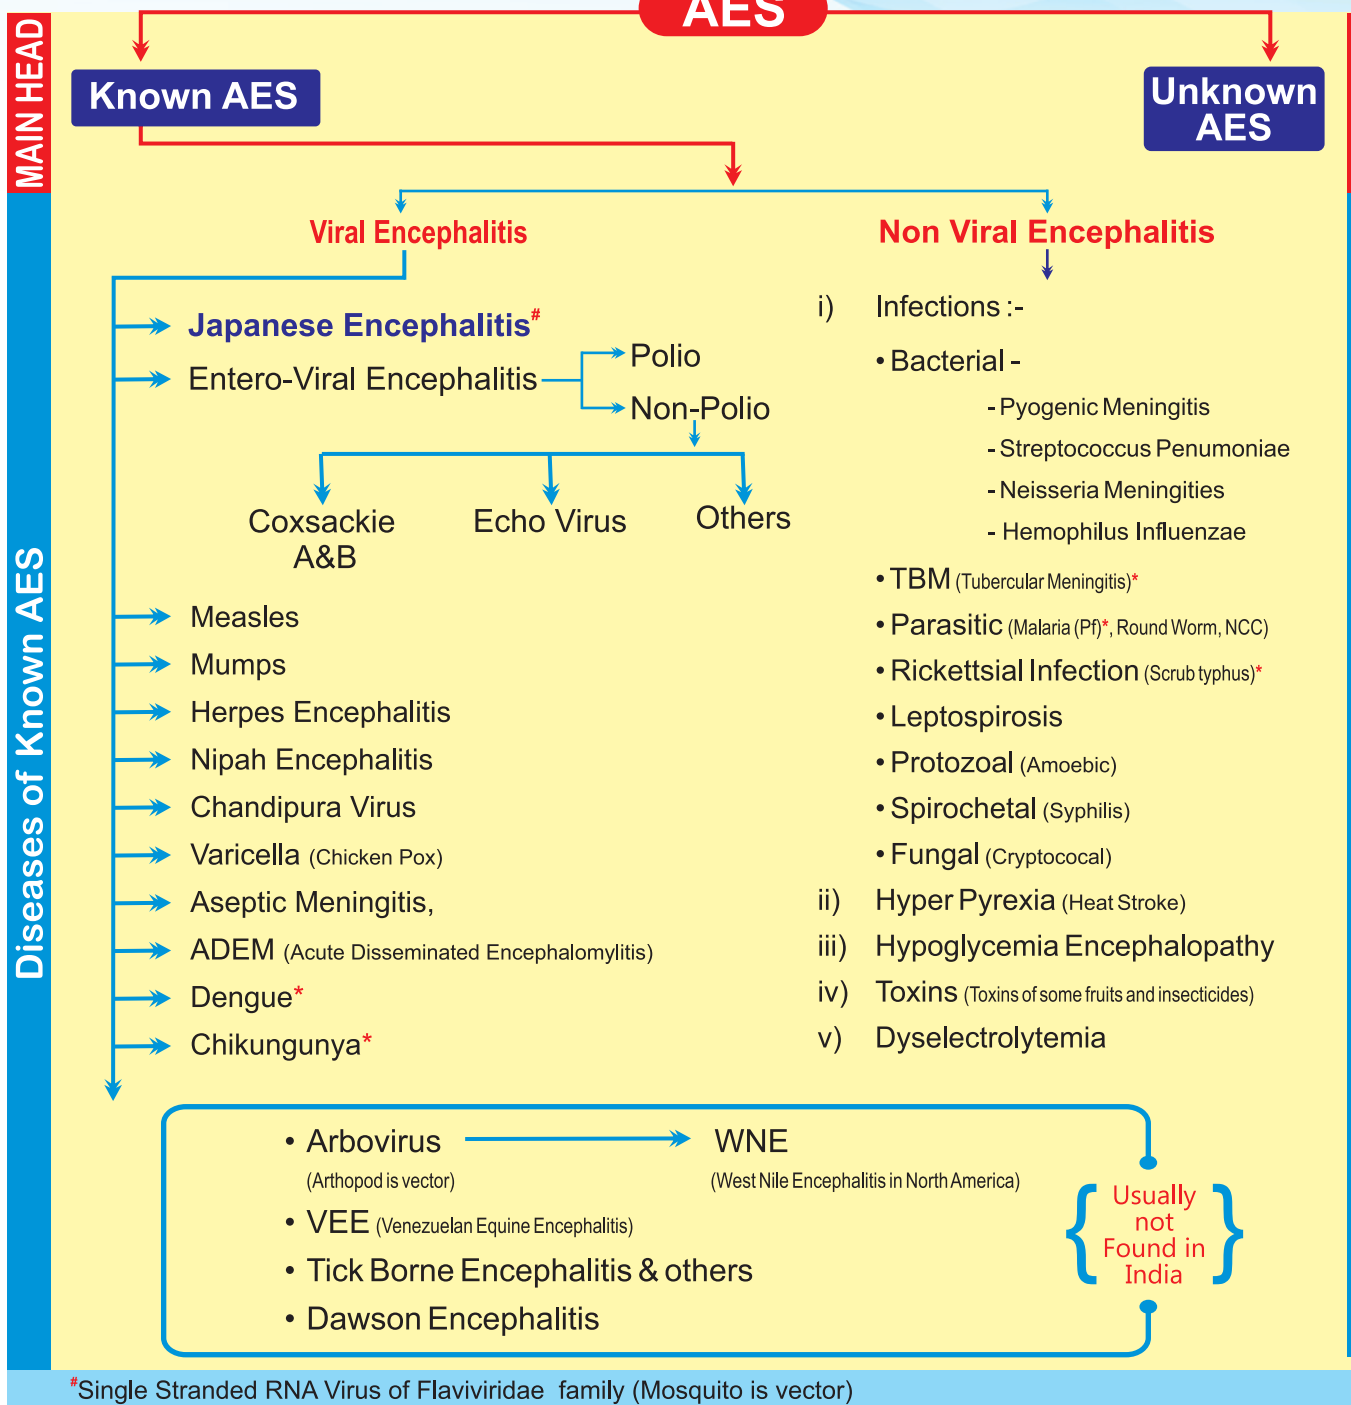 AES
MAIN HEAD
Known AES
Unknown
AES
Diseases of Known AES
Viral Encephalitis
Japanese Encephalitis#
Entero-Viral Encephalitis
Polio
Non-Polio
Coxsackie
A&B
Echo Virus
Others
Measles
Mumps
Herpes Encephalitis
Nipah Encephalitis
Chandipura Virus
Varicella (Chicken Pox)
Aseptic Meningitis,
ADEM (Acute Disseminated Encephalomylitis)
Dengue*
Chikungunya*
Non Viral Encephalitis
i) Infections :-
• Bacterial -
- Pyogenic Meningitis
- Streptococcus Penumoniae
- Neisseria Meningities
- Hemophilus Influenzae
• TBM (Tubercular Meningitis)*
• Parasitic (Malaria (Pf)*, Round Worm, NCC)
• Rickettsial Infection (Scrub typhus)*
• Leptospirosis
• Protozoal (Amoebic)
• Spirochetal (Syphilis)
• Fungal (Cryptococal)
ii) Hyper Pyrexia (Heat Stroke)
iii) Hypoglycemia Encephalopathy
iv) Toxins (Toxins of some fruits and insecticides)
v) Dyselectrolytemia
• Arbovirus WNE
(Arthopod is vector) (West Nile Encephalitis in North America)
• VEE (Venezuelan Equine Encephalitis)
• Tick Borne Encephalitis & others
• Dawson Encephalitis
Usually
not
Found in
India
#Single Stranded RNA Virus of Flaviviridae family (Mosquito is vector)